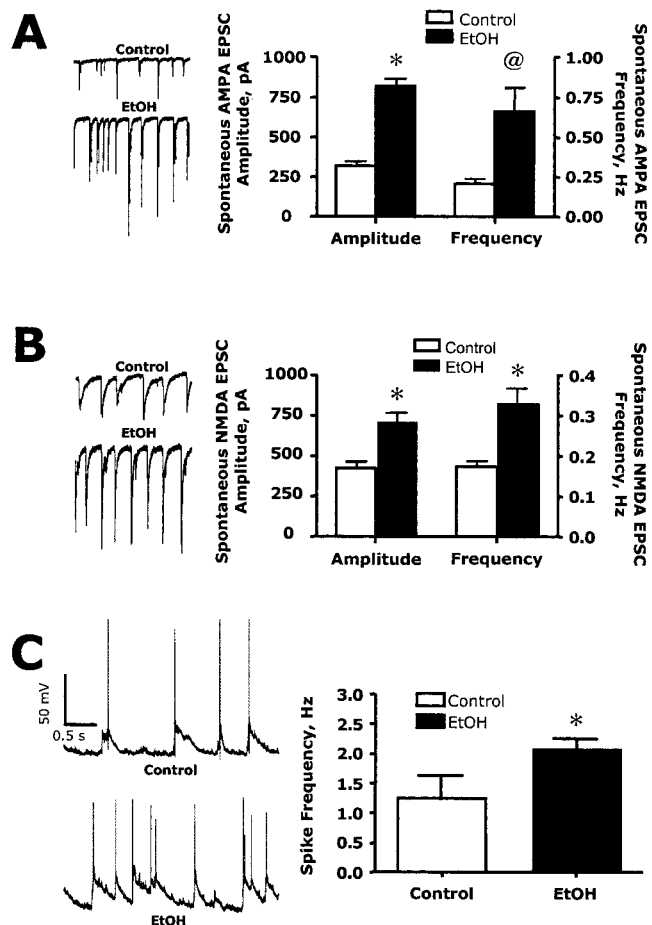 A
Control
EtOH
Spontaneous AMPA EPSC
Amplitude, pA
1000
750
500
250
0
Control
EtOH
*
@
Amplitude
Frequency
1.00
0.75
0.50
0.25
0.00
Spontaneous AMPA EPSC
Frequency, Hz
B
Control
EtOH
Spontaneous NMDA EPSC
Amplitude, pA
1000
750
500
250
0
Control
EtOH
*
*
Amplitude
Frequency
0.4
0.3
0.2
0.1
0.0
Spontaneous NMDA EPSC
Frequency, Hz
C
50 mV
0.5 s
Control
EtOH
Spike Frequency, Hz
3.0
2.5
2.0
1.5
1.0
0.5
0.0
Control
EtOH
*
Control
EtOH